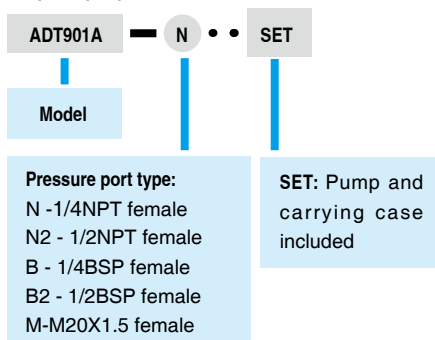 ADT901A — N • • SET
Model
Pressure port type:
N -1/4NPT female
N2 - 1/2NPT female
B - 1/4BSP female
B2 - 1/2BSP female
M-M20X1.5 female
SET: Pump and
carrying case
included